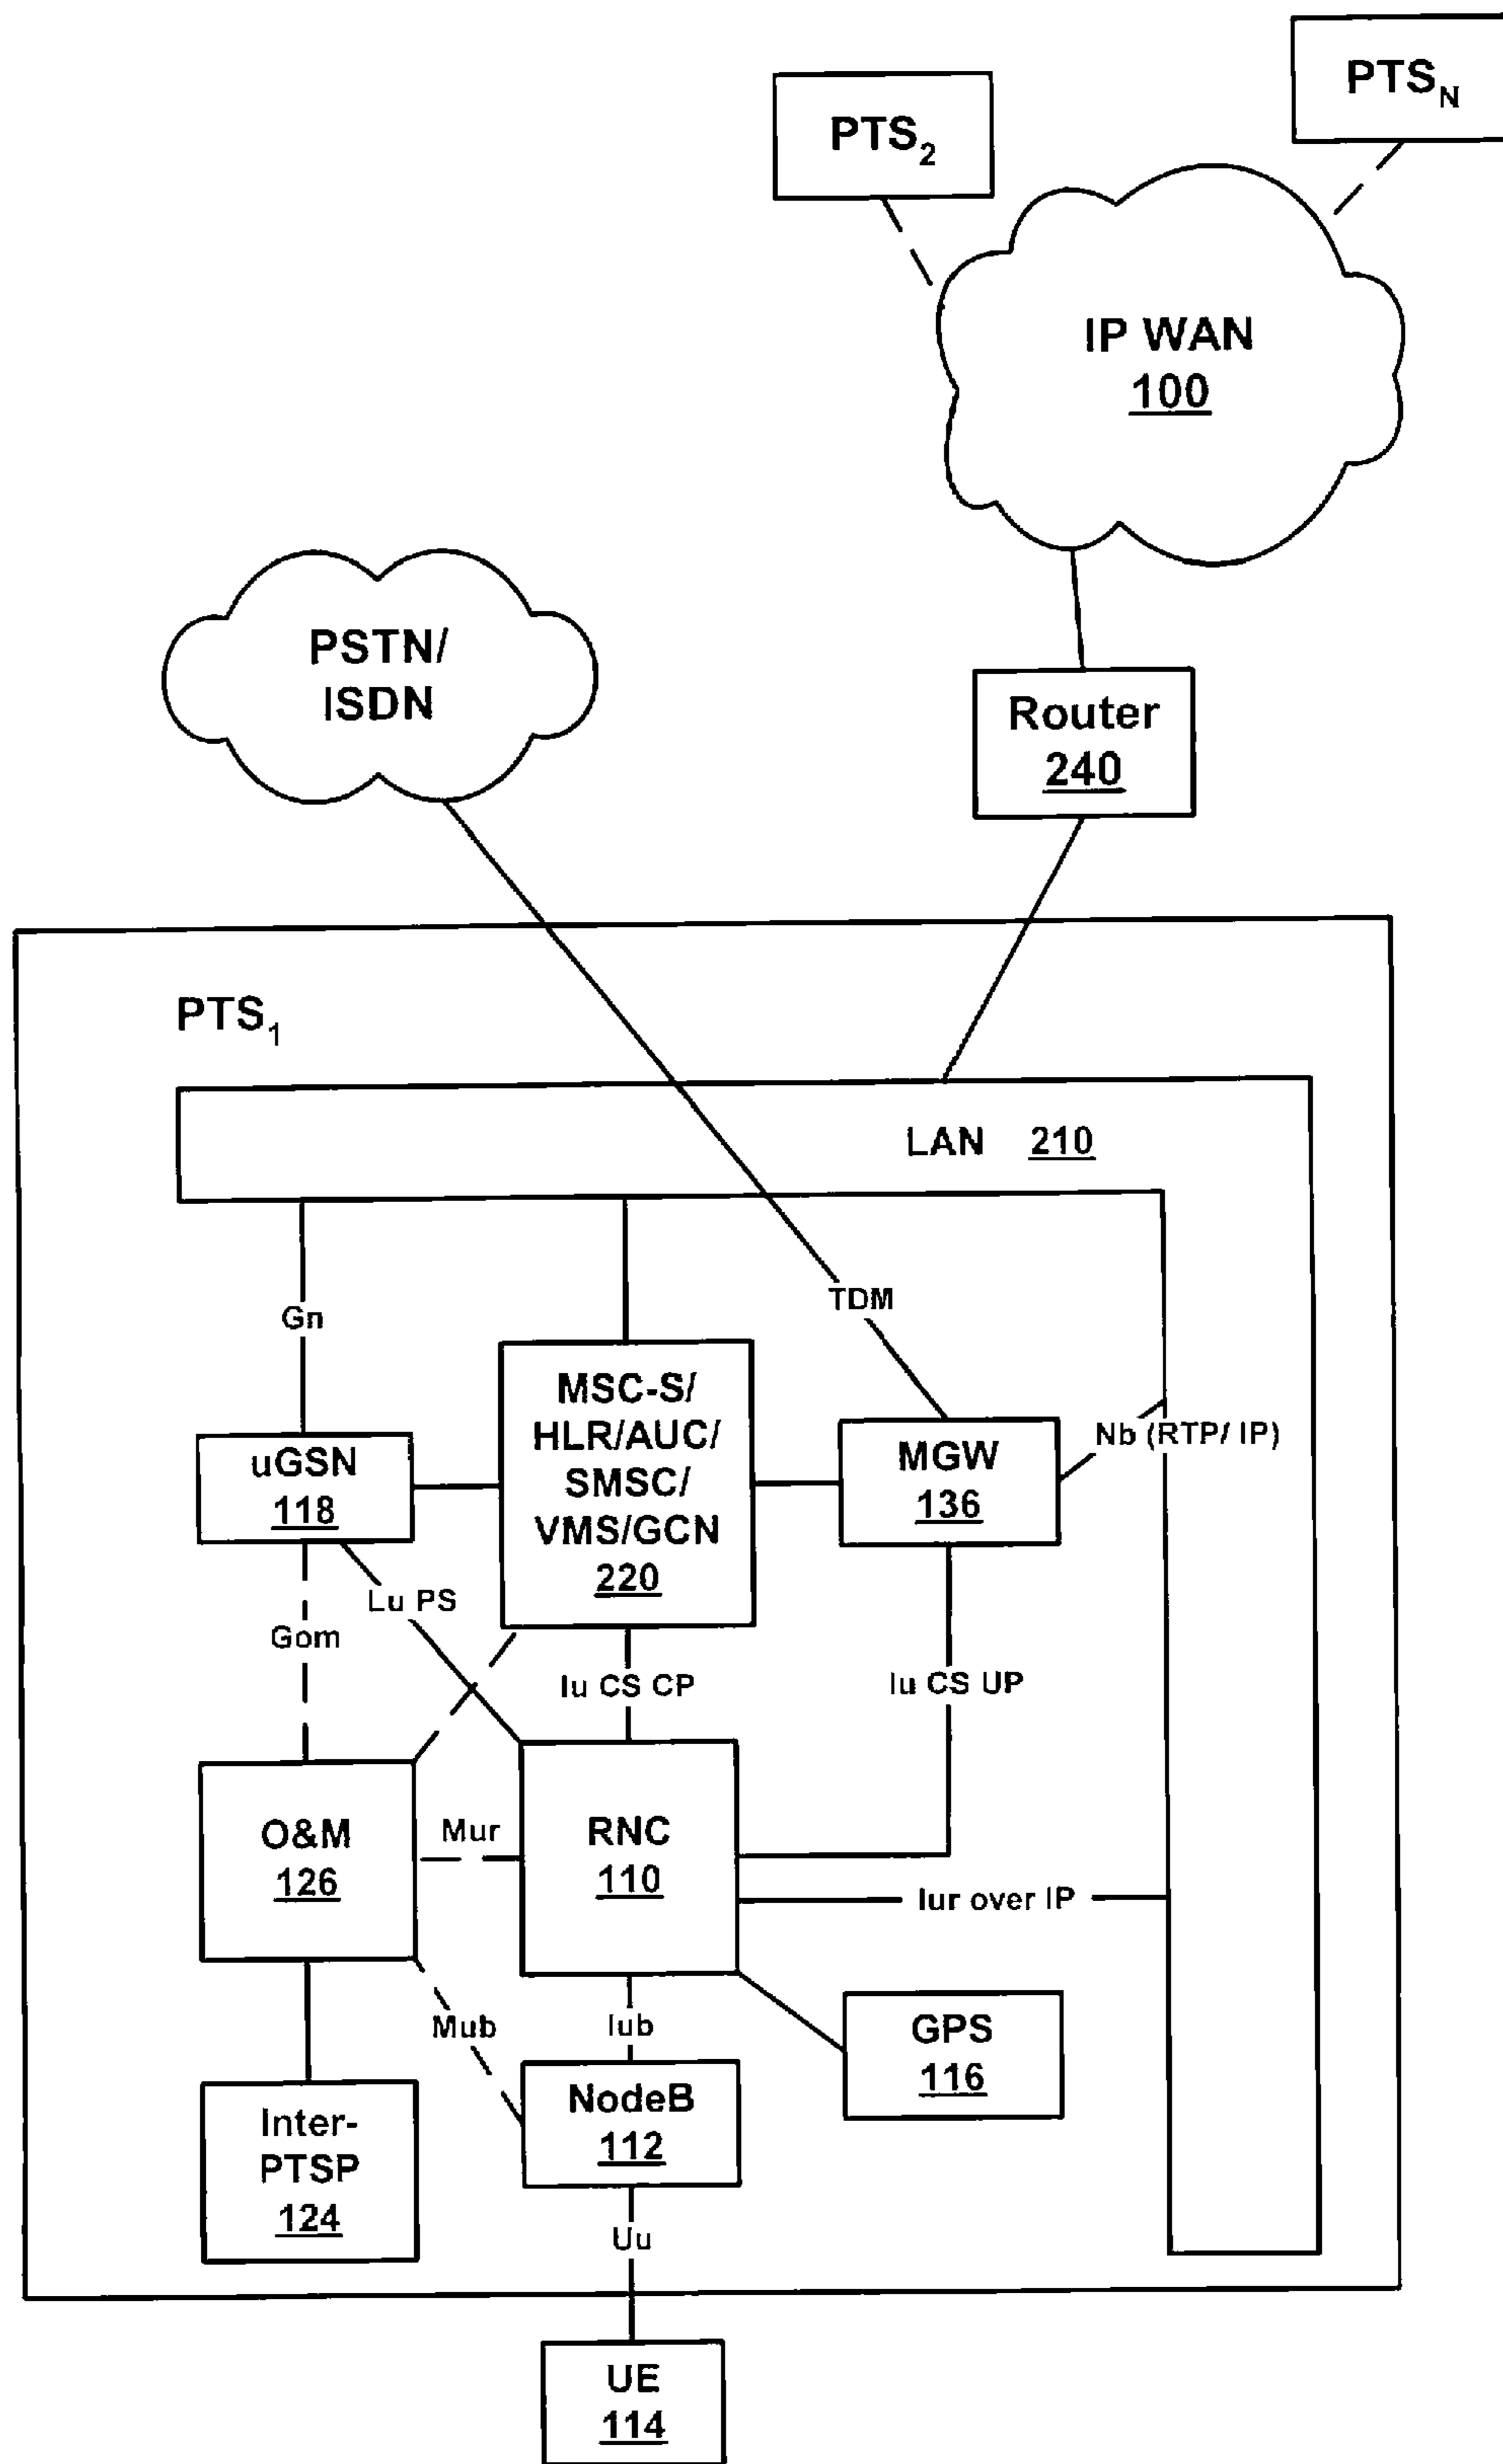 PTS2
PTSN
IP WAN
100
PSTN/
ISDN
Router
240
PTS1
LAN 210
Gn
TDM
MSC-S/
HLR/AUC/
SMSC/
VMS/GCN
220
uGSN
118
MGW
136
Nb (RTP/ IP)
Lu PS
Gom
Iu CS CP
Iu CS UP
O&M
126
Mur
RNC
110
Iur over IP
Mub
Iub
GPS
116
NodeB
112
Inter-
PTSP
124
Uu
UE
114